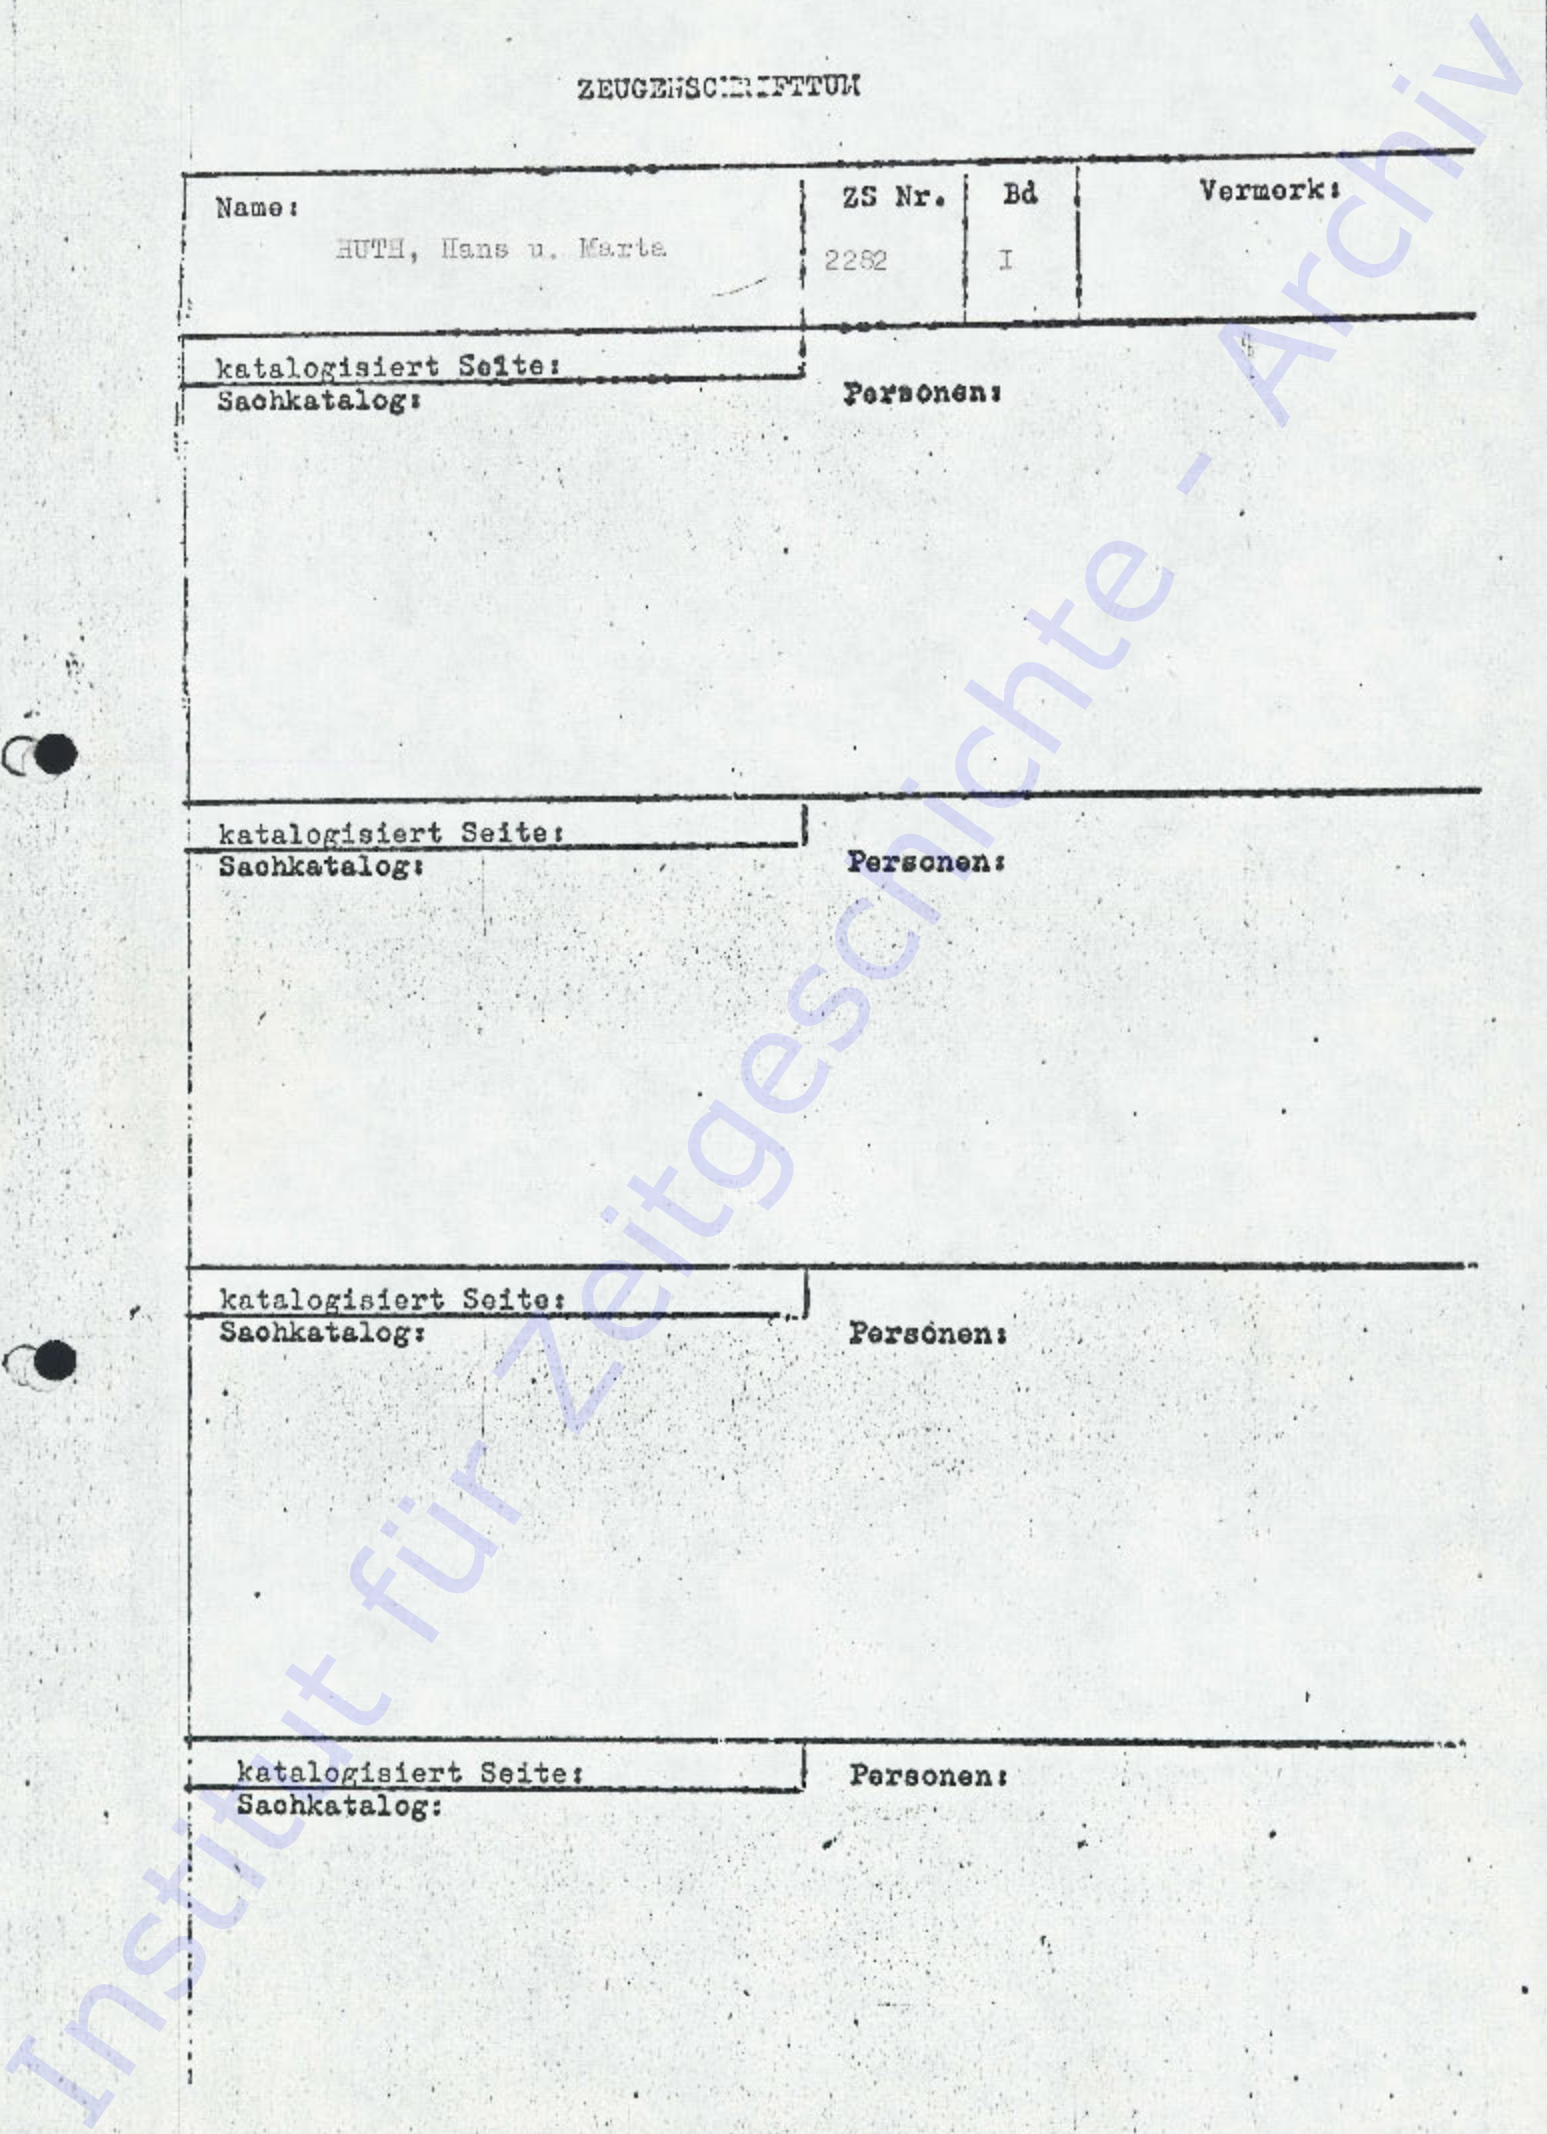 ZEUGENSCHRIFTTUM
Name: ZS Nr. Bd Vermerk:
HUTH, Hans u. Marta 2282 I
katalogisiert Seite:
Sachkatalog: Personen:
katalogisiert Seite:
Sachkatalog: Personen:
katalogisiert Seite:
Sachkatalog: Personen:
katalogisiert Seite: Personen:
Sachkatalog:
Institut für Zeitgeschichte - Archiv